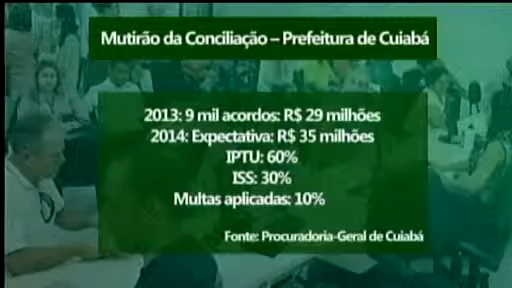 Mutirão da Conciliação – Prefeitura de Cuiabá
2013: 9 mil acordos: R$ 29 milhões
2014: Expectativa: R$ 35 milhões
IPTU: 60%
ISS: 30%
Multas aplicadas: 10%
Fonte: Procuradoria-Geral de Cuiabá